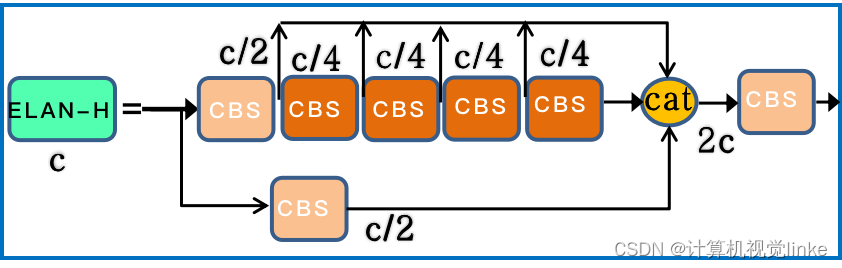 c/2
c/4
c/4
c/4
c/4
ELAN-H
=
CBS
CBS
CBS
CBS
CBS
cat
CBS
c
2c
CBS
c/2
CSDN @计算机视觉linke